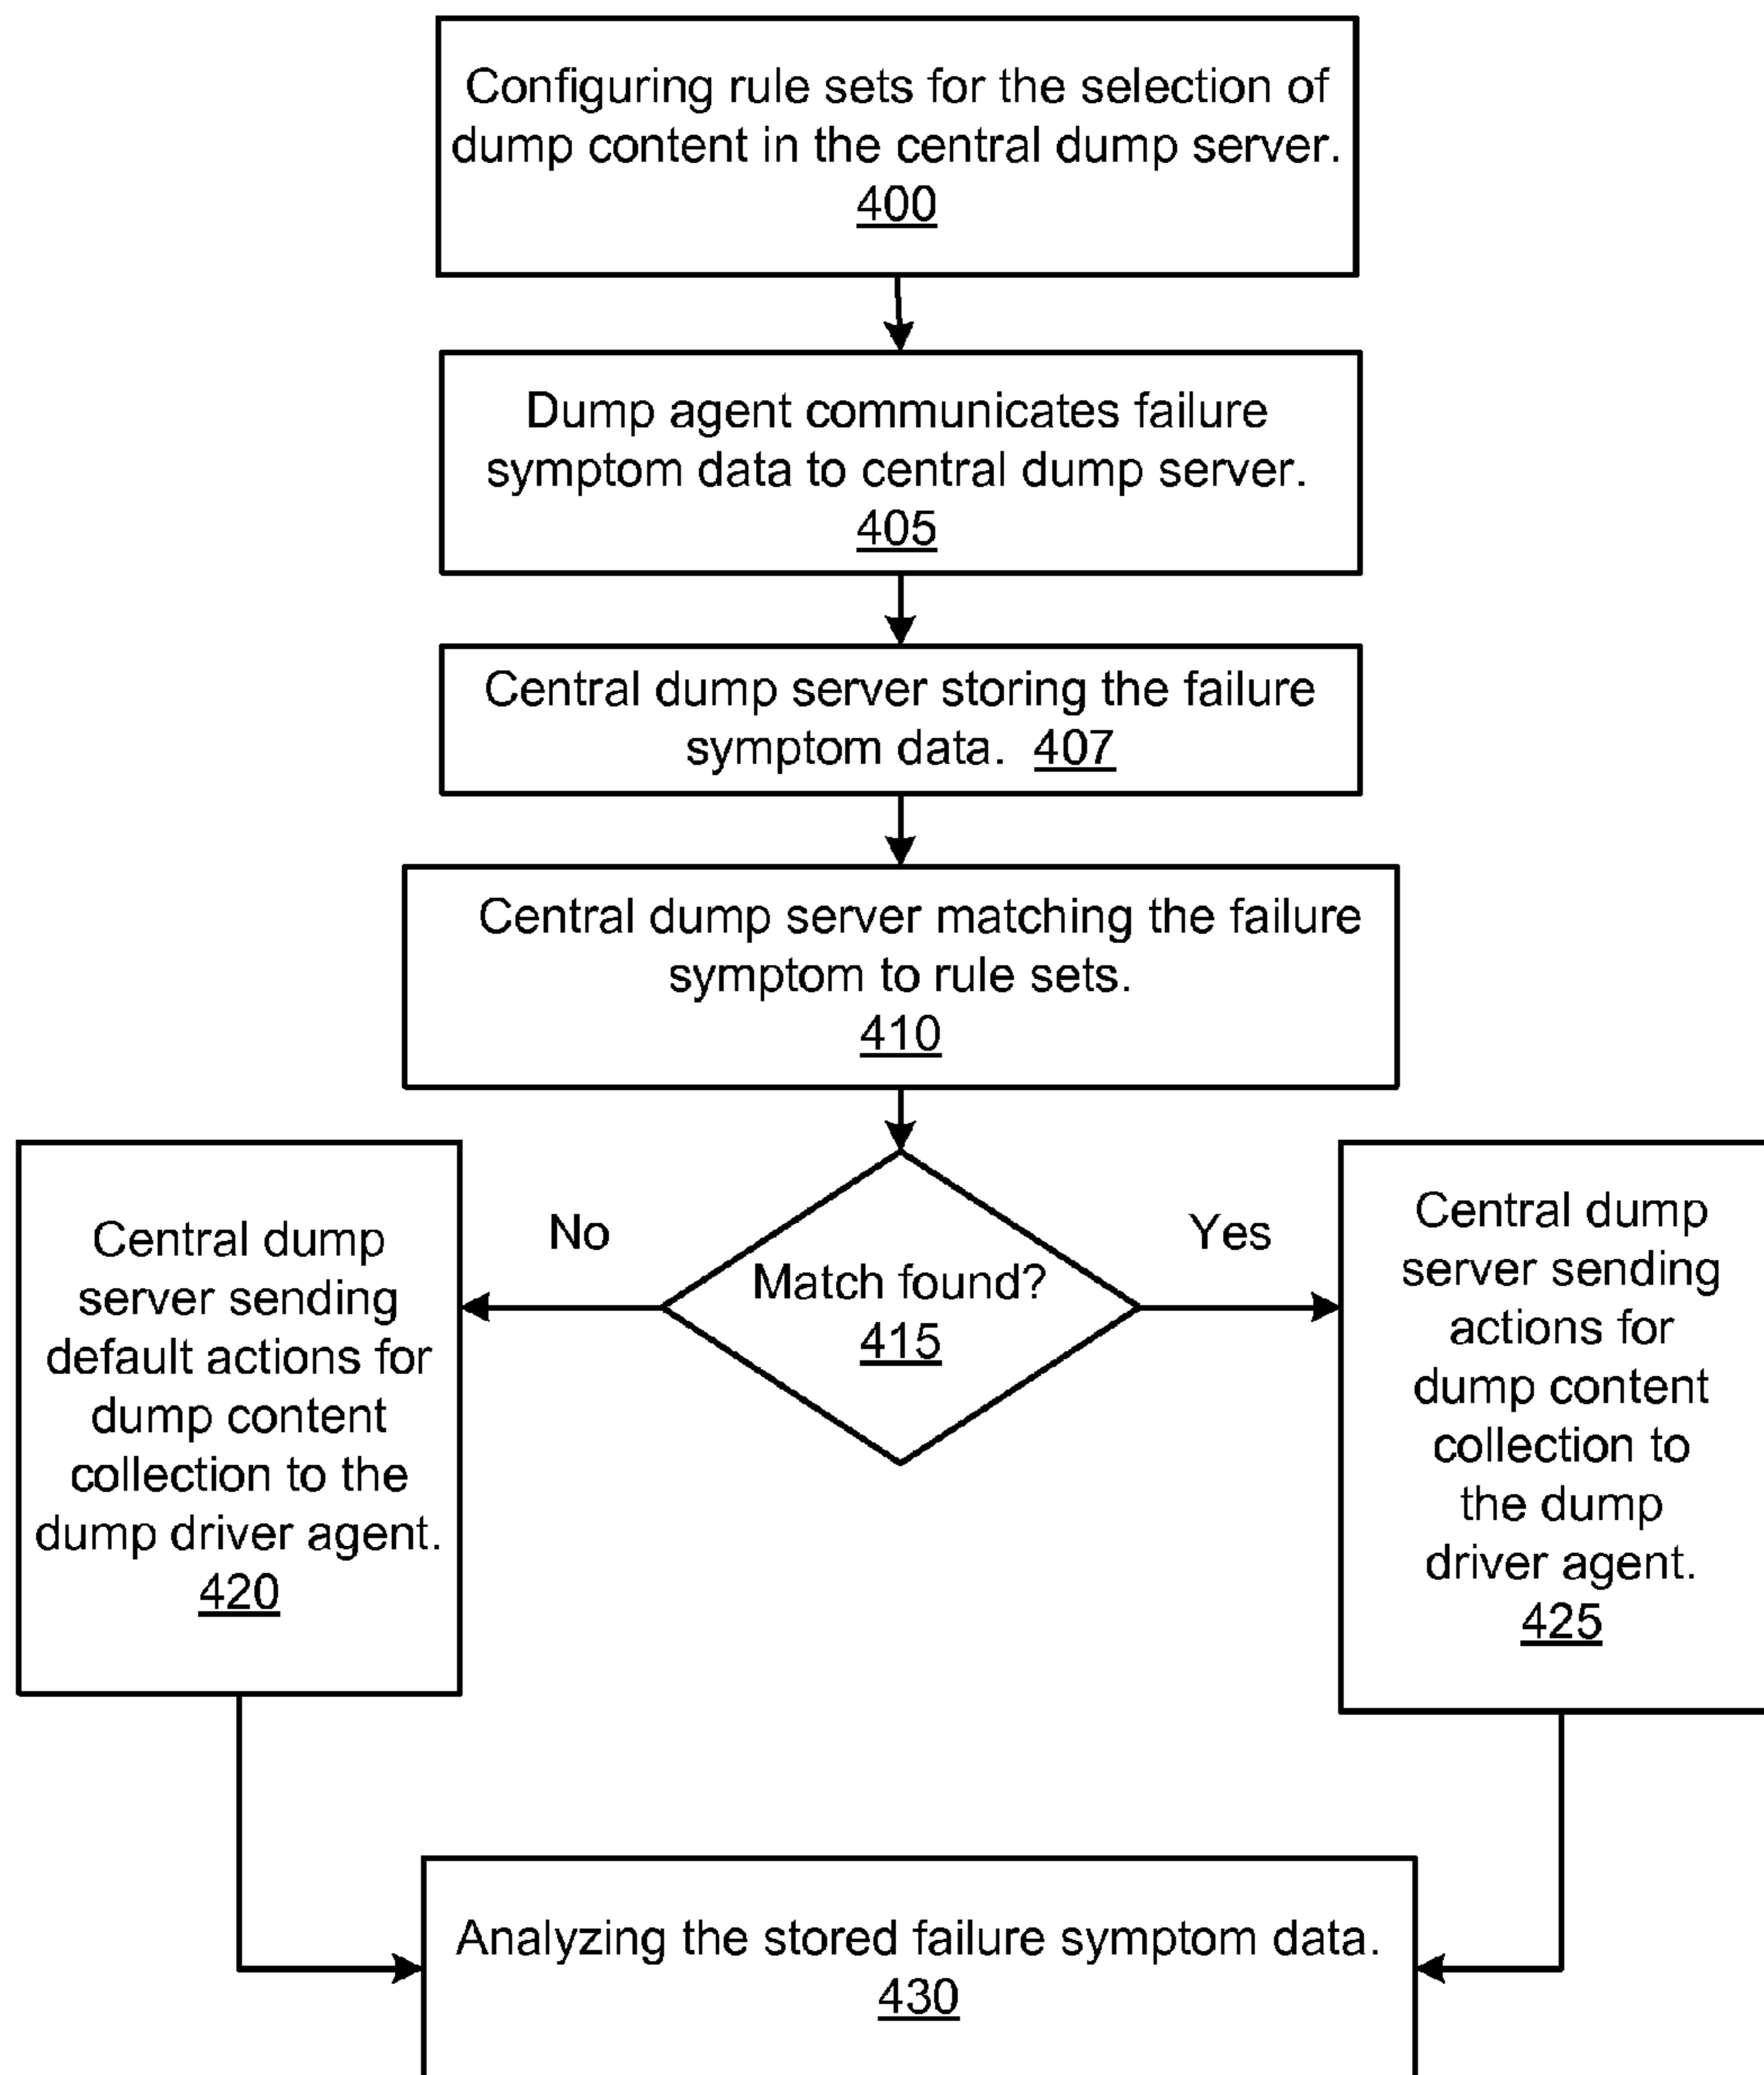 Configuring rule sets for the selection of
dump content in the central dump server.
400
Dump agent communicates failure
symptom data to central dump server.
405
Central dump server storing the failure
symptom data. 407
Central dump server matching the failure
symptom to rule sets.
410
No
Match found?
415
Yes
Central dump
server sending
default actions for
dump content
collection to the
dump driver agent.
420
Central dump
server sending
actions for
dump content
collection to
the dump
driver agent.
425
Analyzing the stored failure symptom data.
430